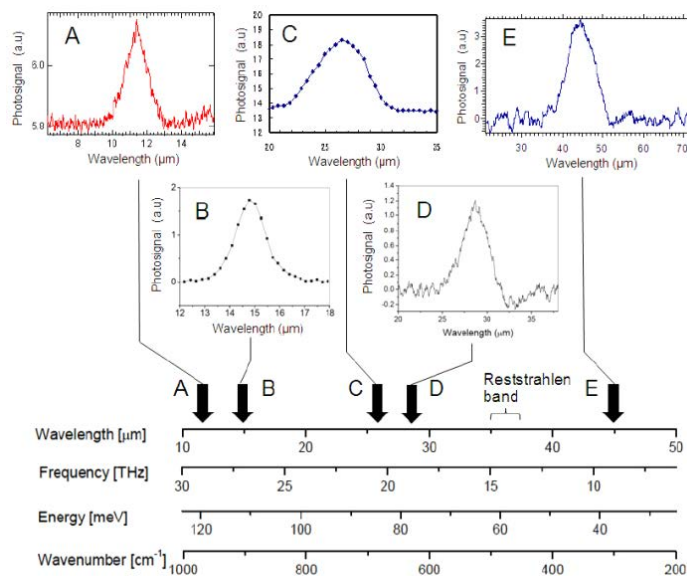 A
Photosignal (a.u)
6.0
5.0
8 10 12 14
Wavelength (μm)
C
Photosignal (a.u)
20
19
18
17
16
15
14
13
12
20 25 30 35
Wavelength (μm)
E
Photosignal (a.u)
3
2
1
0
30 40 50 60 70
Wavelength (μm)
B
Photosignal (a.u)
2
1
0
12 13 14 15 16 17 18
Wavelength (μm)
D
Photosignal (a.u)
1.4
1.2
1.0
0.8
0.6
0.4
0.2
0.0
-0.2
20 25 30 35
Wavelength (μm)
A B C D Reststrahlen band E
Wavelength [μm]
10 20 30 40 50
Frequency [THz]
30 25 20 15 10
Energy [meV]
120 100 80 60 40
Wavenumber [cm-1]
1000 800 600 400 200